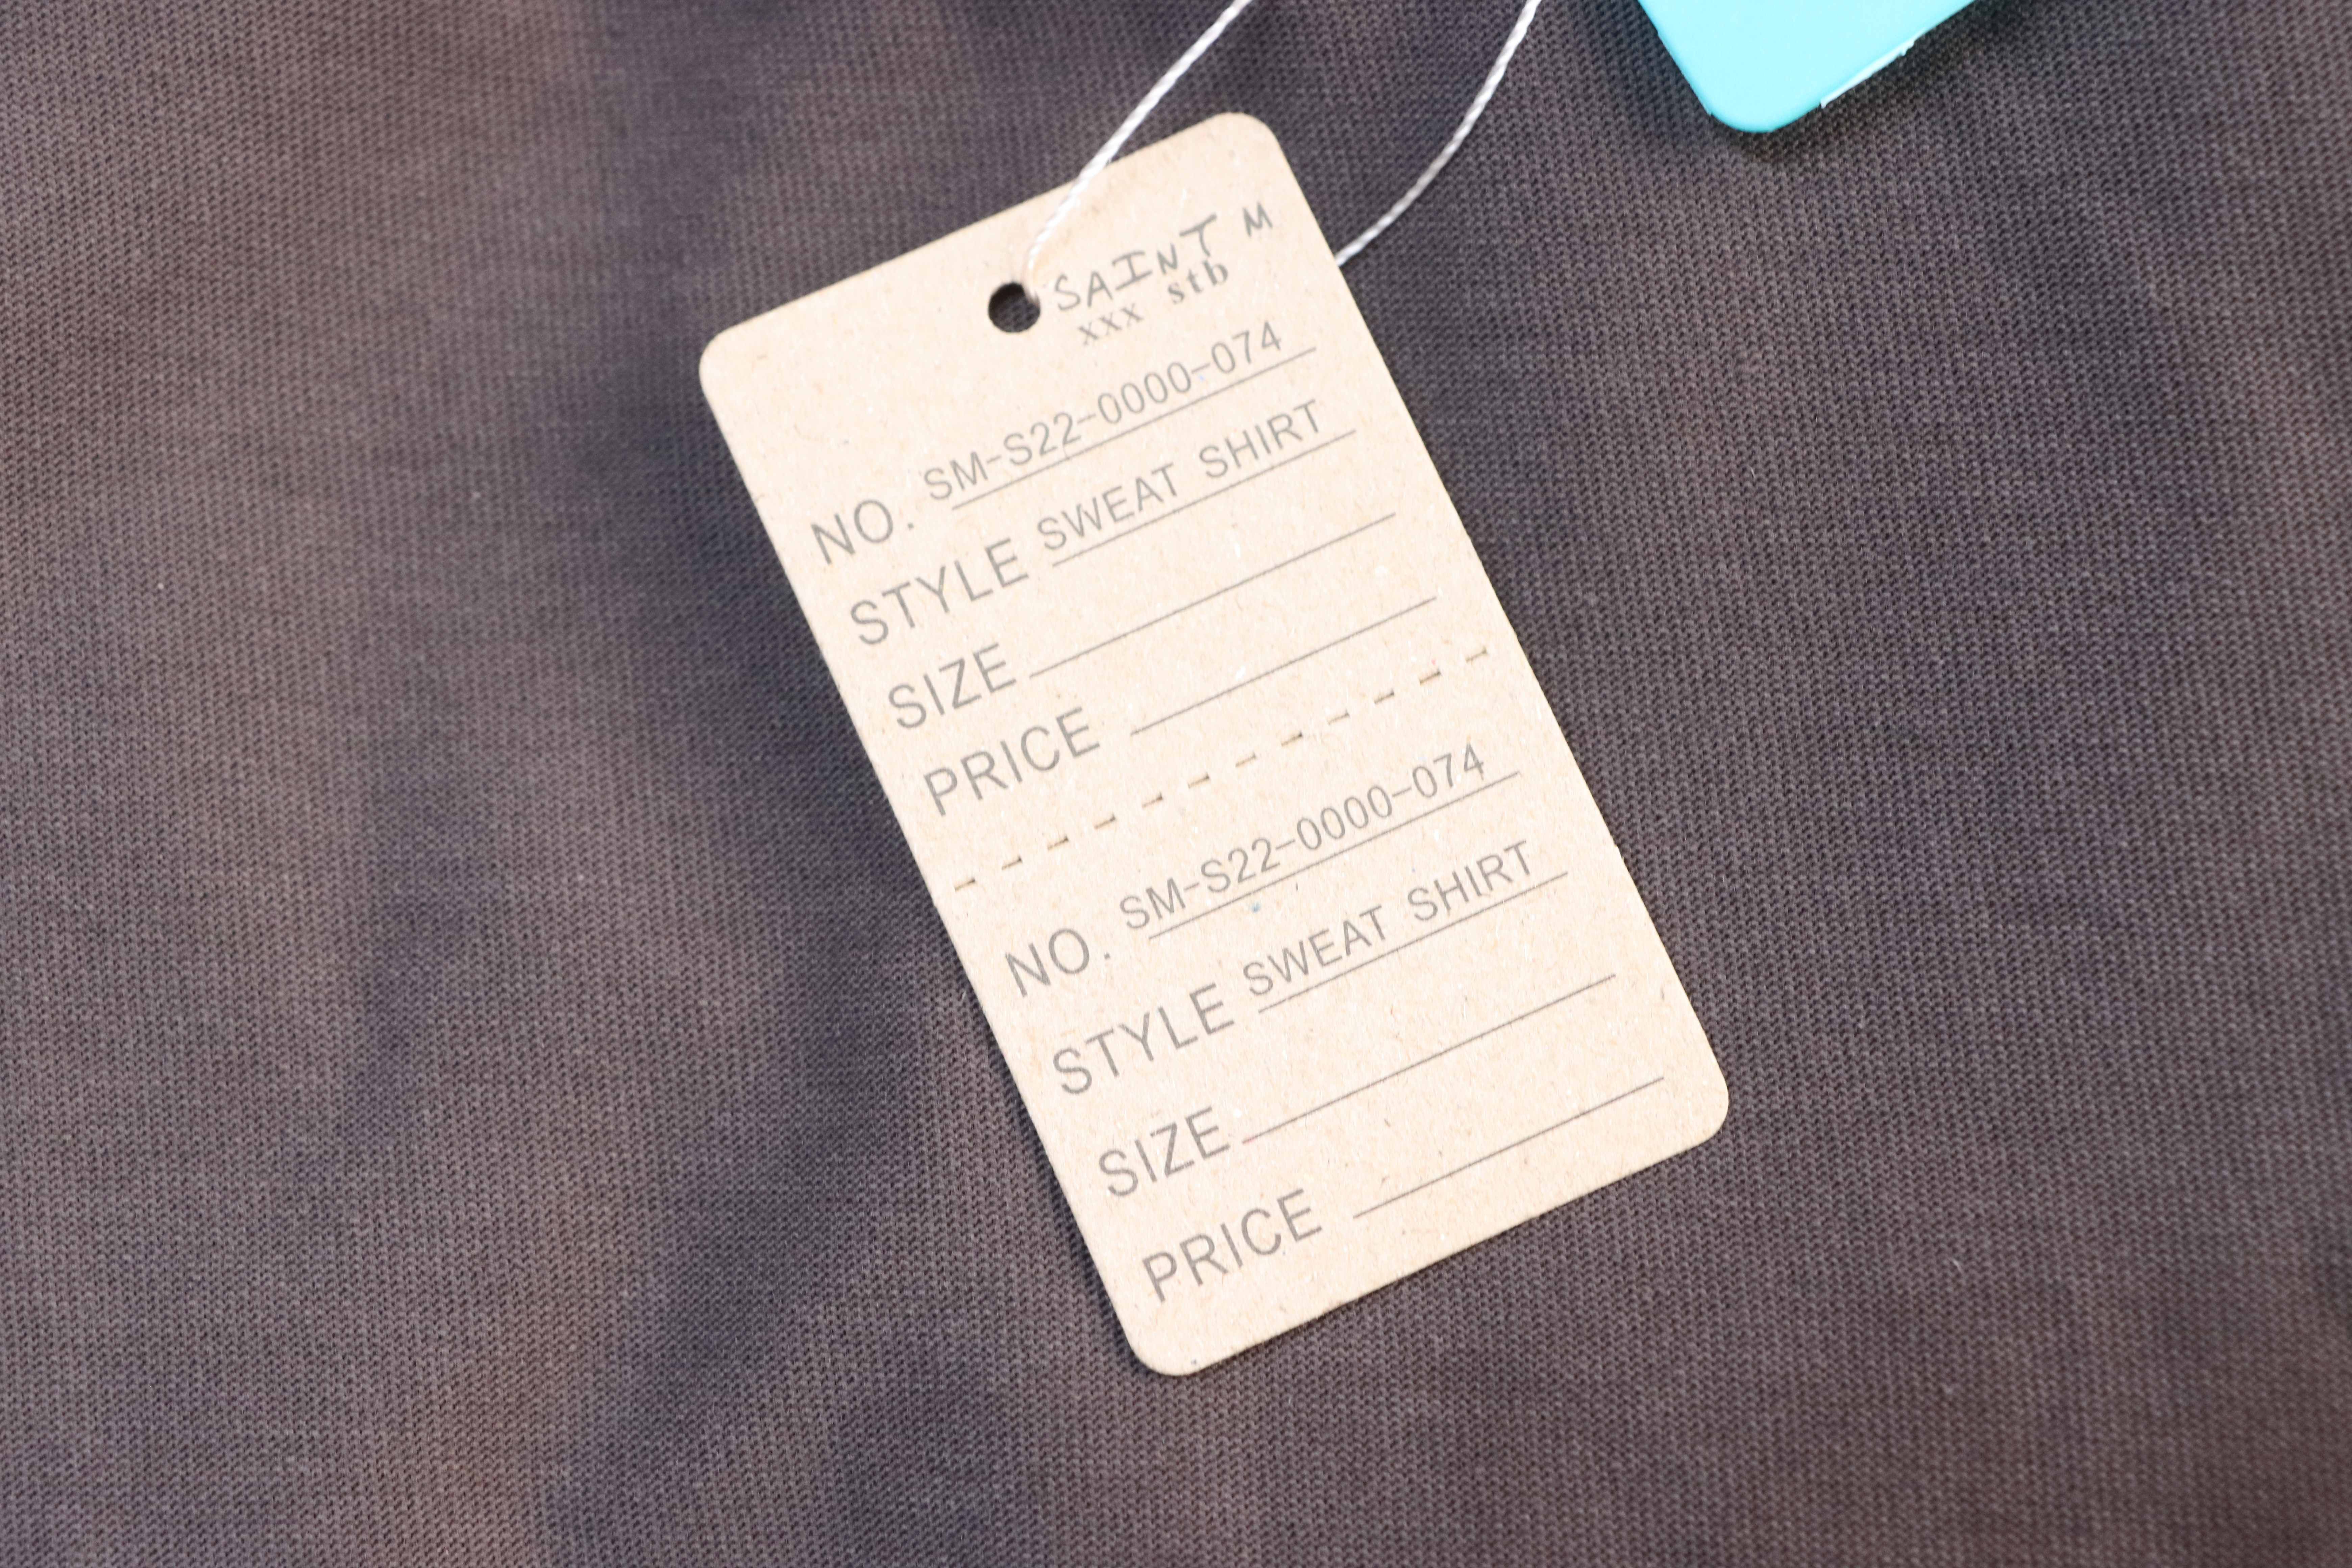 SAINT M
xxx stb
NO. SM-S22-0000-074
STYLE SWEAT SHIRT
SIZE
PRICE
NO. SM-S22-0000-074
STYLE SWEAT SHIRT
SIZE
PRICE